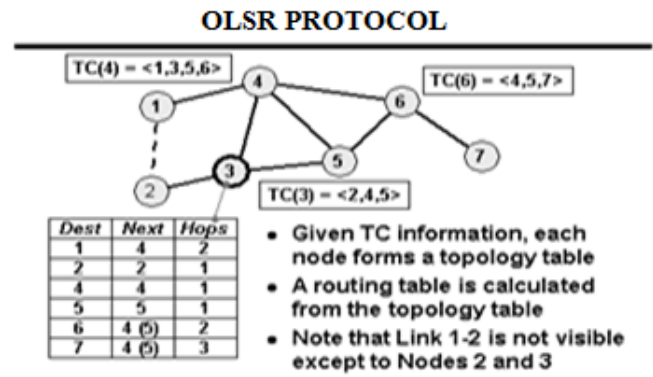 OLSR PROTOCOL
TC(4) = <1,3,5,6>
TC(6) = <4,5,7>
1
4
6
7
5
3
2
TC(3) = <2,4,5>
Dest Next Hops
1 4 2
2 2 1
4 4 1
5 5 1
6 4 (5) 2
7 4 (5) 3
• Given TC information, each
node forms a topology table
• A routing table is calculated
from the topology table
• Note that Link 1-2 is not visible
except to Nodes 2 and 3